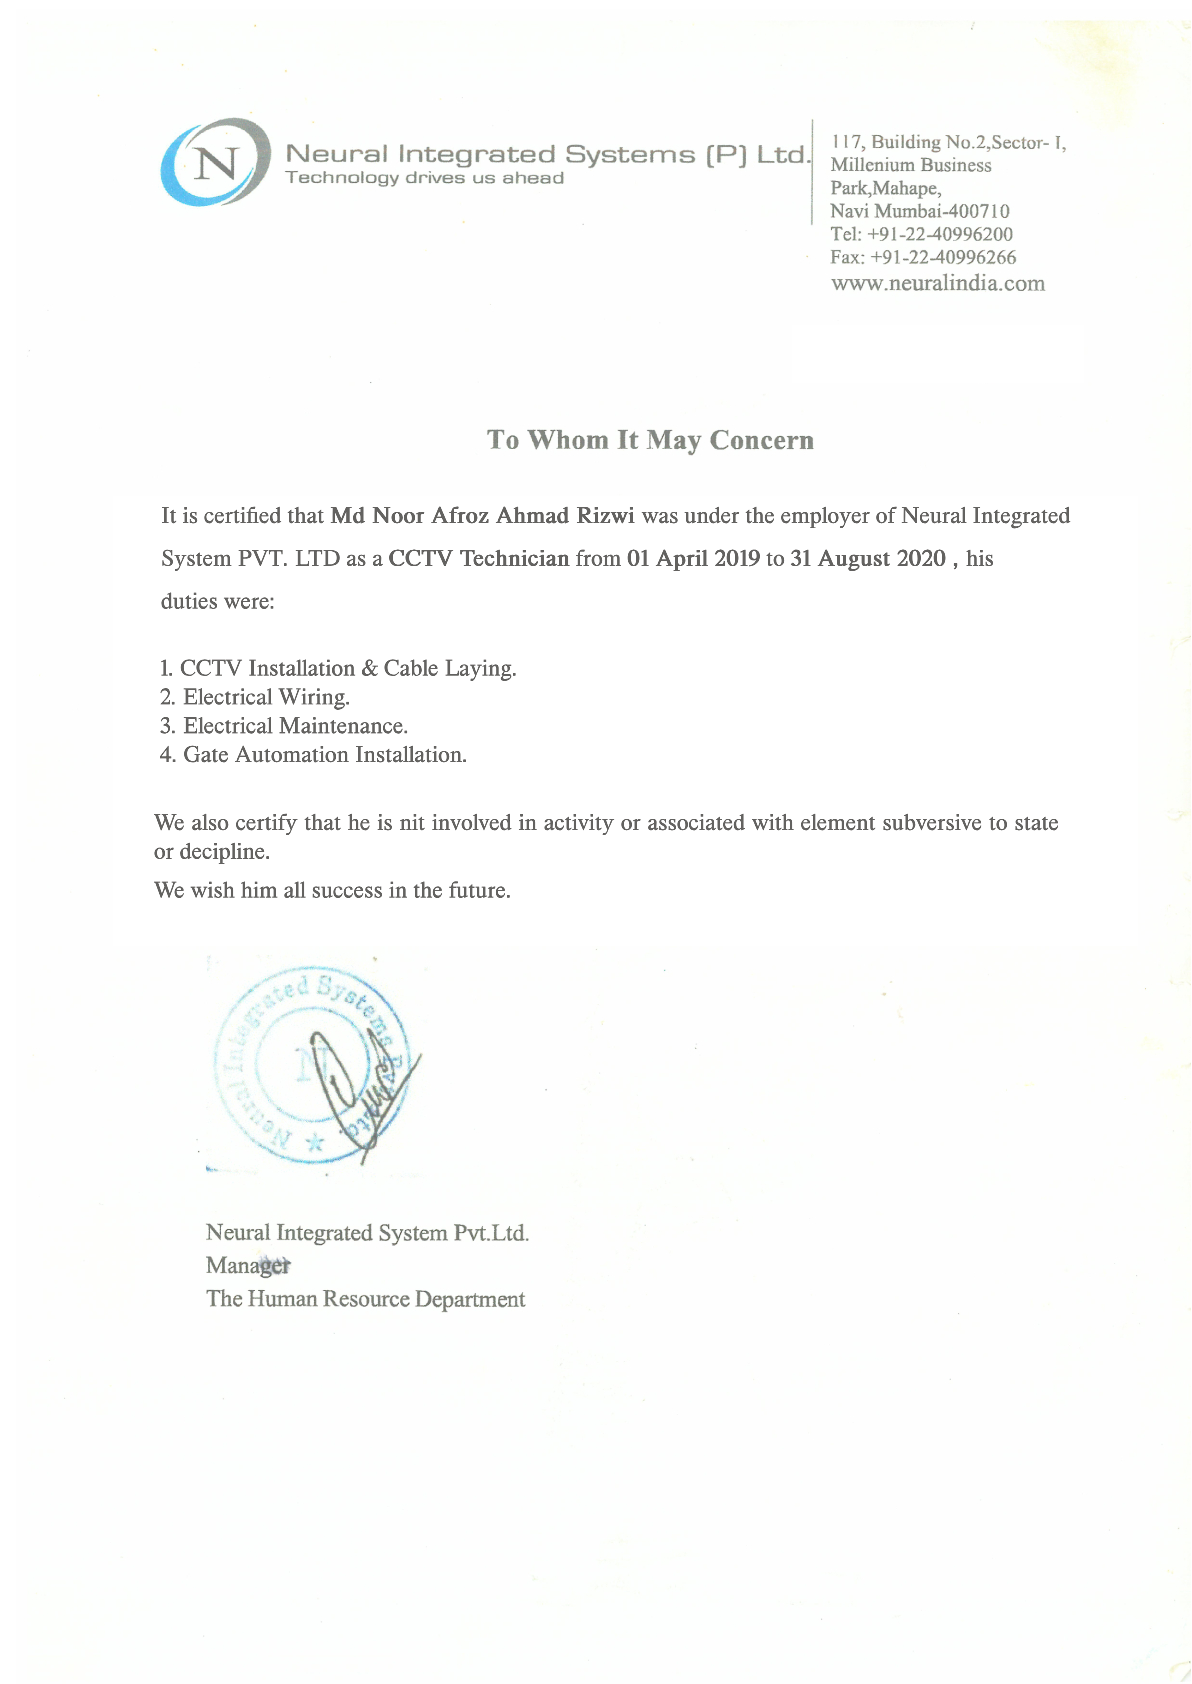 N
Neural Integrated Systems (P) Ltd.
Technology drives us ahead
117, Building No.2,Sector- I,
Millenium Business
Park,Mahape,
Navi Mumbai-400710
Tel: +91-22-40996200
Fax: +91-22-40996266
www.neuralindia.com
To Whom It May Concern
It is certified that Md Noor Afroz Ahmad Rizwi was under the employer of Neural Integrated
System PVT. LTD as a CCTV Technician from 01 April 2019 to 31 August 2020 , his
duties were:
1. CCTV Installation & Cable Laying.
2. Electrical Wiring.
3. Electrical Maintenance.
4. Gate Automation Installation.
We also certify that he is nit involved in activity or associated with element subversive to state
or decipline.
We wish him all success in the future.
Neural Integrated Systems Pvt. Ltd.
N
Neural Integrated System Pvt.Ltd.
Manager
The Human Resource Department